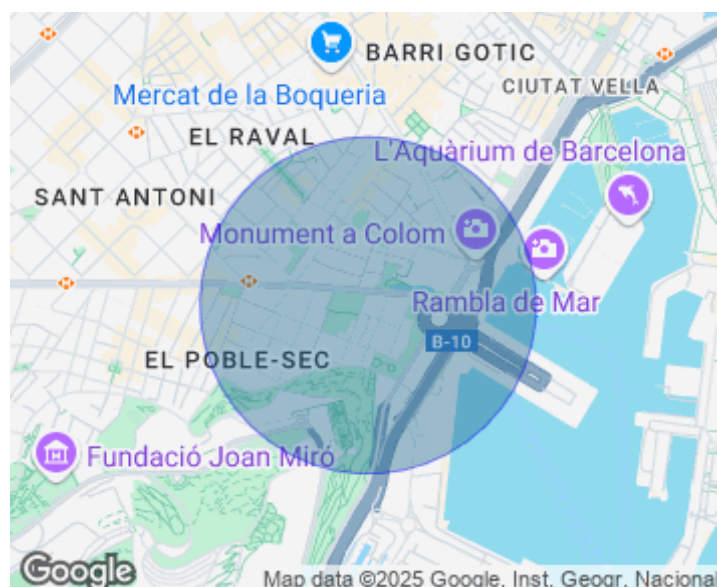 BARRI GOTIC
CIUTAT VELLA
Mercat de la Boqueria
EL RAVAL
L'Aquàrium de Barcelona
SANT ANTONI
Monument a Colom
Rambla de Mar
B-10
EL POBLE-SEC
Fundació Joan Miró
Google
Map data ©2025 Google, Inst. Geogr. Nacional